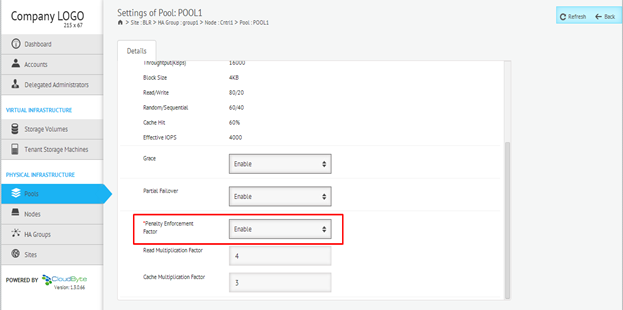 Company LOGO
213 x 67
Settings of Pool: POOL1
> Site : BLR > HA Group : group1 > Node : Cntrl1 > Pool : POOL1
Refresh
Back
Dashboard
Accounts
Delegated Administrators
VIRTUAL INFRASTRUCTURE
Storage Volumes
Tenant Storage Machines
PHYSICAL INFRASTRUCTURE
Pools
Nodes
HA Groups
Sites
POWERED BY CloudByte
Version: 1.3.0.66
Details
Throughput(KBps) 16000
Block Size 4KB
Read/Write 80/20
Random/Sequential 60/40
Cache Hit 60%
Effective IOPS 4000
Grace Enable
Partial Failover Enable
*Penalty Enforcement
Factor Enable
Read Multiplication Factor 4
Cache Multiplication Factor 3